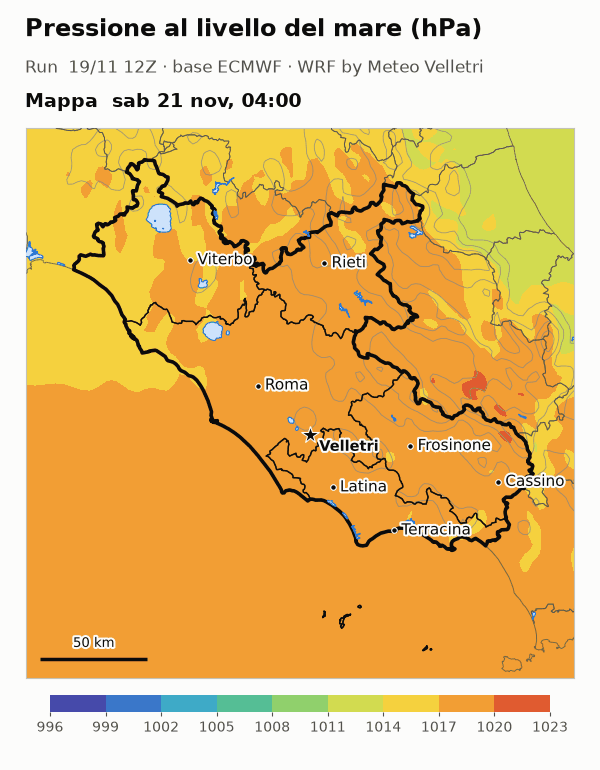 Pressione al livello del mare (hPa)
Run  19/11 12Z · base ECMWF · WRF by Meteo Velletri
Mappa  sab 21 nov, 04:00
Viterbo
Rieti
Roma
Velletri
Frosinone
Cassino
Latina
Terracina
50 km
996 999 1002 1005 1008 1011 1014 1017 1020 1023